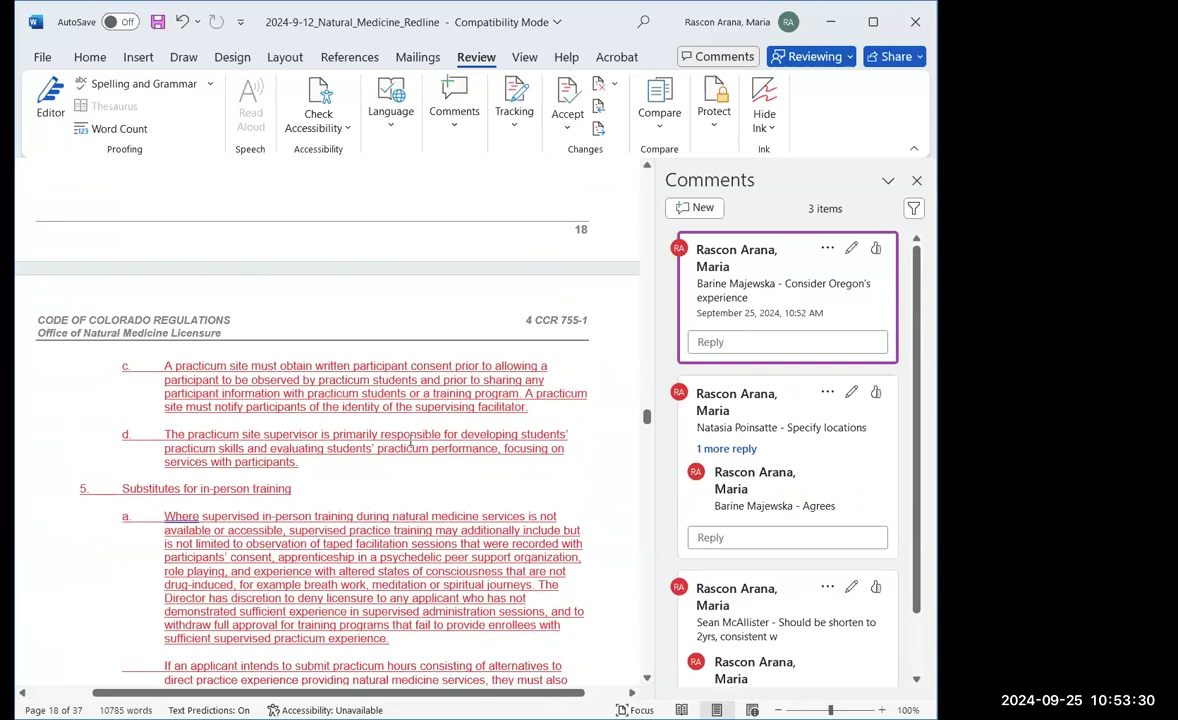 AutoSave Off 2024-9-12_Natural_Medicine_Redline - Compatibility Mode Rascon Arana, Maria RA
File Home Insert Draw Design Layout References Mailings Review View Help Acrobat Comments Reviewing Share
Editor
abc Spelling and Grammar
Thesaurus
123 Word Count
Proofing
Read Aloud
Speech
Check Accessibility
Accessibility
Language
Comments
Tracking
Accept
Changes
Compare
Compare
Protect
Hide Ink
Ink
18
CODE OF COLORADO REGULATIONS 4 CCR 755-1
Office of Natural Medicine Licensure
c. A practicum site must obtain written participant consent prior to allowing a
participant to be observed by practicum students and prior to sharing any
participant information with practicum students or a training program. A practicum
site must notify participants of the identity of the supervising facilitator.
d. The practicum site supervisor is primarily responsible for developing students'
practicum skills and evaluating students' practicum performance, focusing on
services with participants.
5. Substitutes for in-person training
a. Where supervised in-person training during natural medicine services is not
available or accessible, supervised practice training may additionally include but
is not limited to observation of taped facilitation sessions that were recorded with
participants' consent, apprenticeship in a psychedelic peer support organization,
role playing, and experience with altered states of consciousness that are not
drug-induced, for example breath work, meditation or spiritual journeys. The
Director has discretion to deny licensure to any applicant who has not
demonstrated sufficient experience in supervised administration sessions, and to
withdraw full approval for training programs that fail to provide enrollees with
sufficient supervised practicum experience.
If an applicant intends to submit practicum hours consisting of alternatives to
direct practice experience providing natural medicine services, they must also
Comments
New 3 items
RA Rascon Arana,
Maria
Barine Majewska - Consider Oregon's
experience
September 25, 2024, 10:52 AM
Reply
RA Rascon Arana,
Maria
Natasia Poinsatte - Specify locations
1 more reply
RA Rascon Arana,
Maria
Barine Majewska - Agrees
Reply
RA Rascon Arana,
Maria
Sean McAllister - Should be shorten to
2yrs, consistent w
RA Rascon Arana,
Maria
Page 18 of 37 10785 words Text Predictions: On Accessibility: Unavailable Focus 100%
2024-09-25 10:53:30